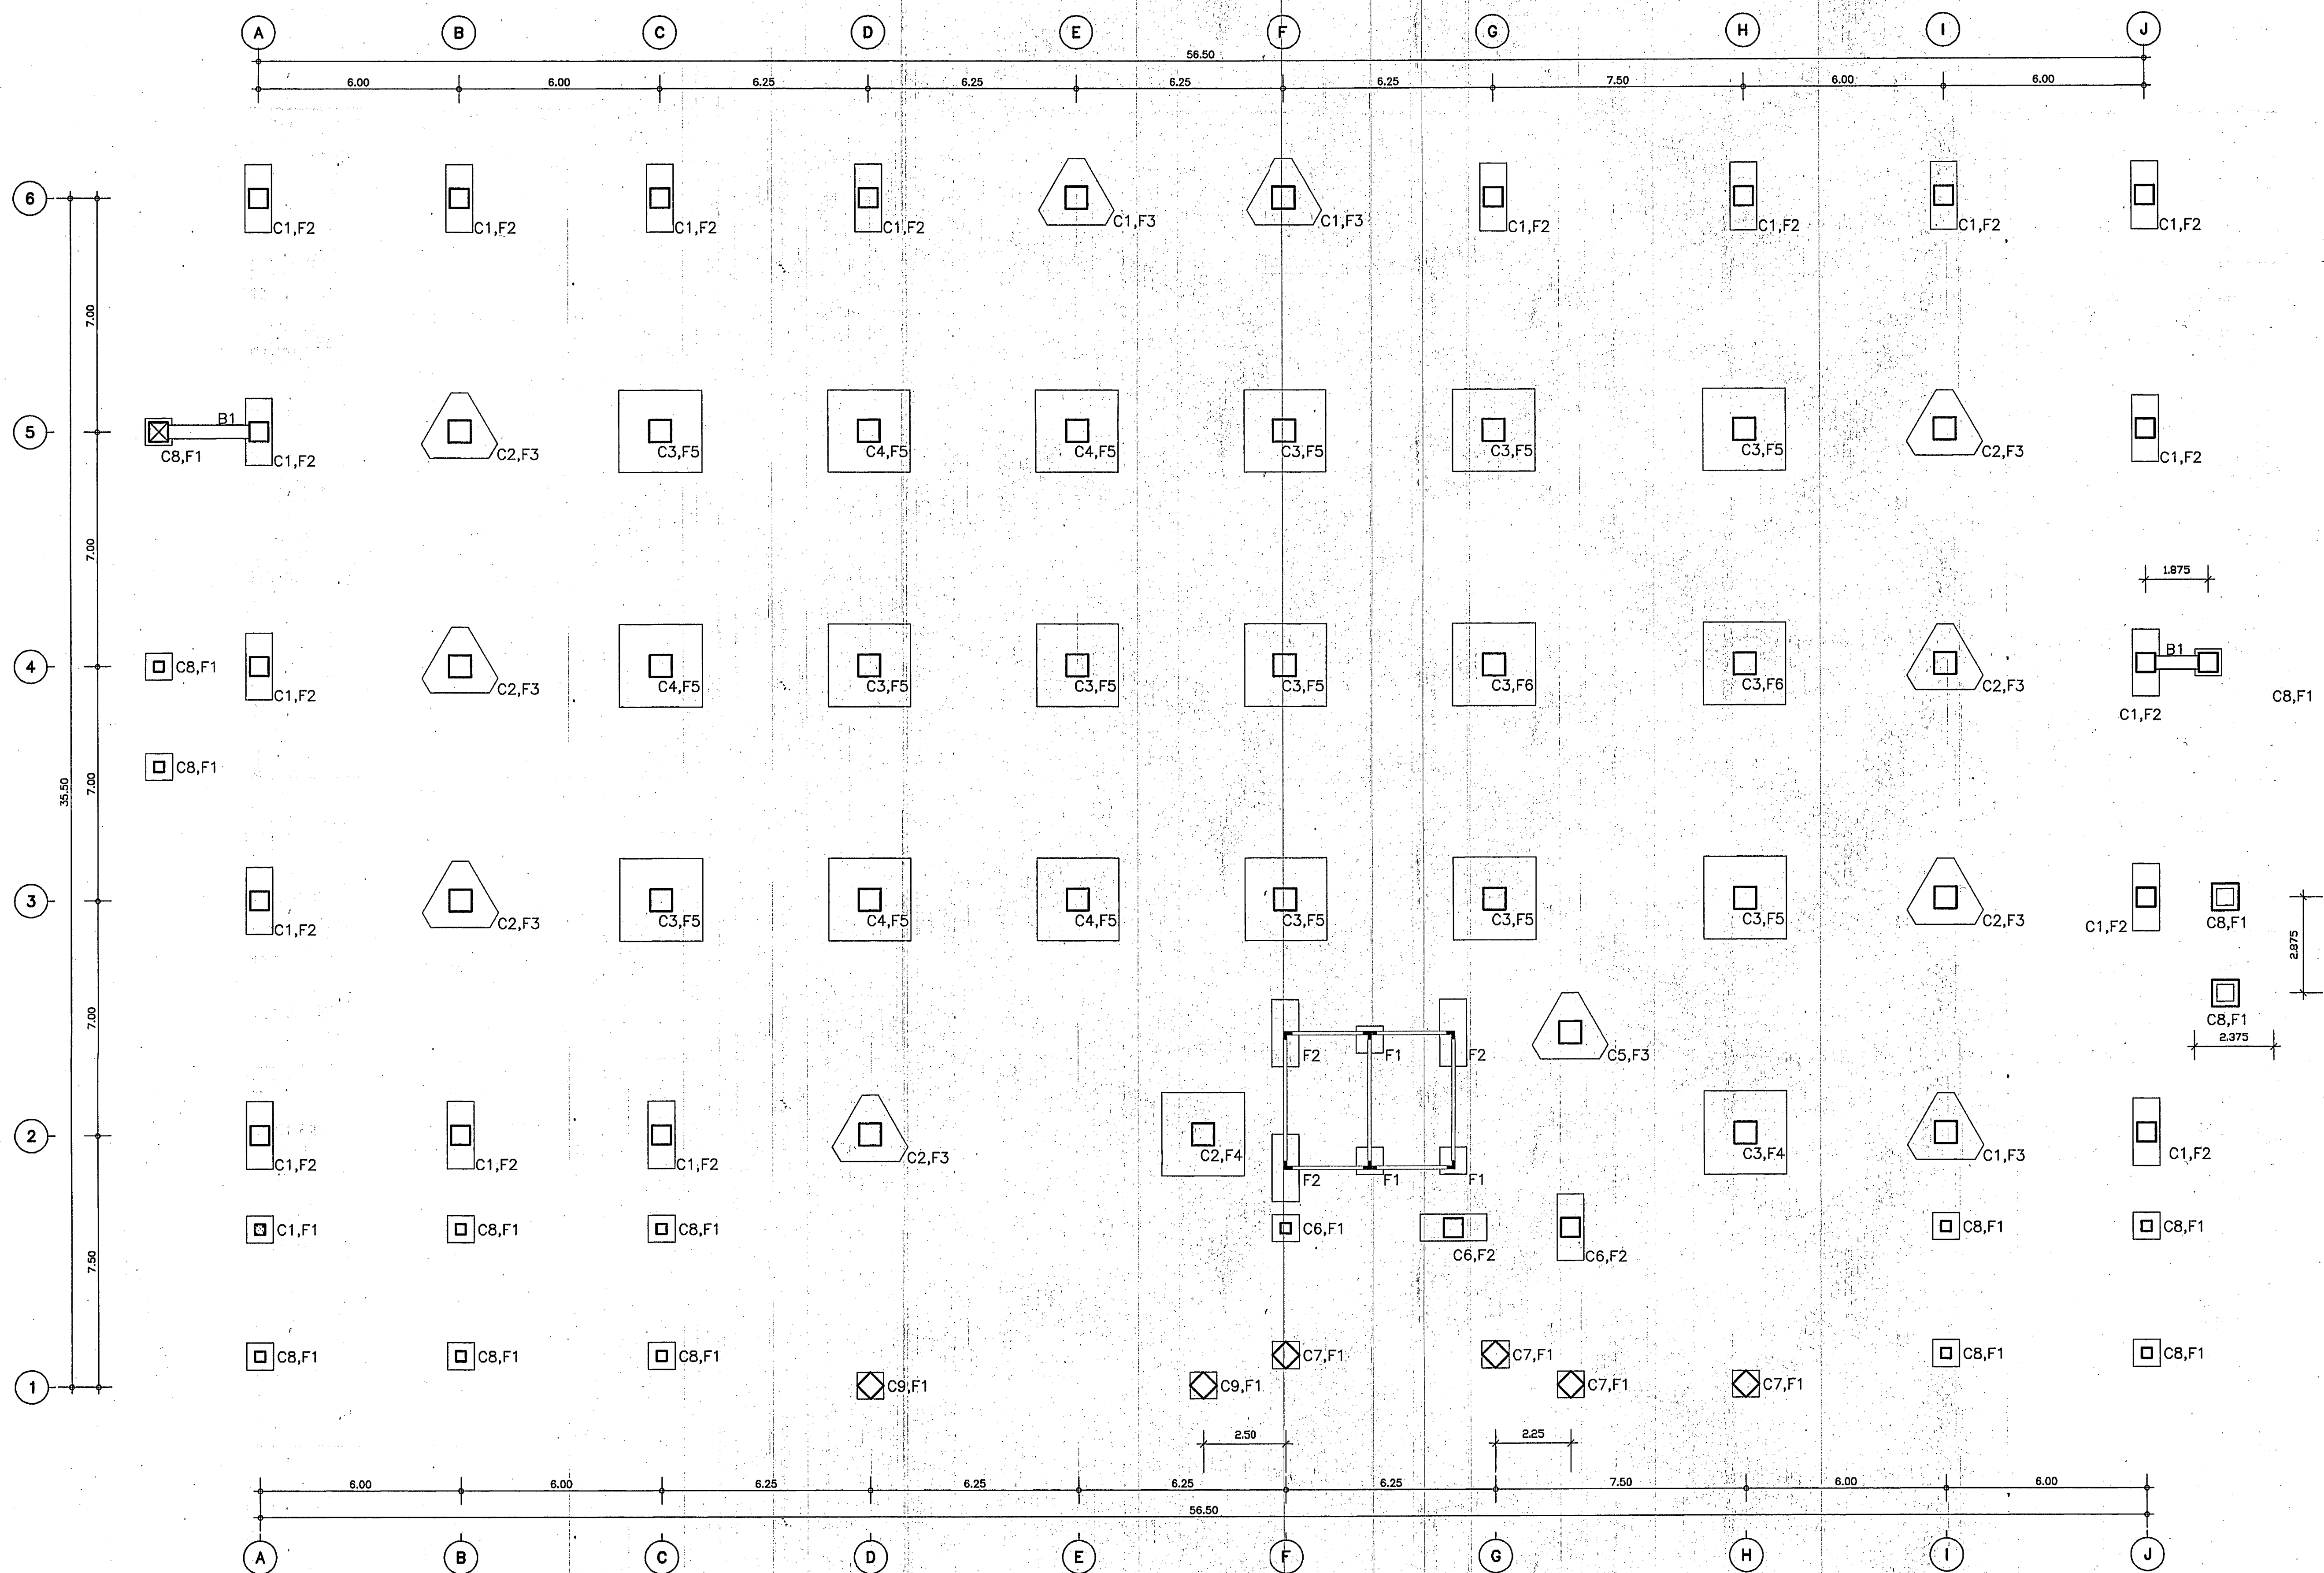 A B C D E F G H I J
56.50
6.00 6.00 6.25 6.25 6.25 6.25 7.50 6.00 6.00
6
C1,F2 C1,F2 C1,F2 C1,F2 C1,F3 C1,F3 C1,F2 C1,F2 C1,F2 C1,F2
7.00
5
B1
C8,F1 C1,F2 C2,F3 C3,F5 C4,F5 C4,F5 C3,F5 C3,F5 C3,F5 C2,F3 C1,F2
7.00
1.875
4
B1
C8,F1 C1,F2 C2,F3 C4,F5 C3,F5 C3,F5 C3,F5 C3,F6 C3,F6 C2,F3 C1,F2 C8,F1
C8,F1
35.50
7.00
3
C1,F2 C2,F3 C3,F5 C4,F5 C4,F5 C3,F5 C3,F5 C3,F5 C2,F3 C1,F2 C8,F1
2.875
7.00
C8,F1
2.375
F2 F1 F2 C5,F3
2
C1,F2 C1,F2 C1,F2 C2,F3 C2,F4 C3,F4 C1,F3 C1,F2
F2 F1 F1
C1,F1 C8,F1 C8,F1 C6,F1 C6,F2 C6,F2 C8,F1 C8,F1
7.50
C8,F1 C8,F1 C8,F1 C7,F1 C7,F1 C8,F1 C8,F1
1
C9,F1 C9,F1 C7,F1 C7,F1
2.50 2.25
6.00 6.00 6.25 6.25 6.25 6.25 7.50 6.00 6.00
56.50
A B C D E F G H I J